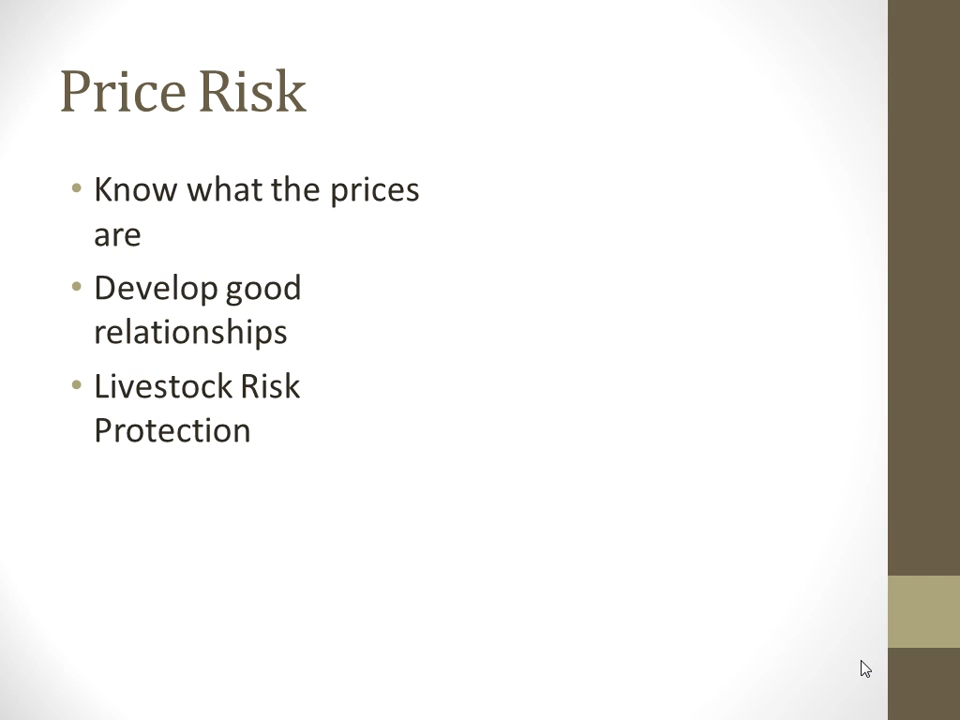 Price Risk
• Know what the prices
are
• Develop good
relationships
• Livestock Risk
Protection